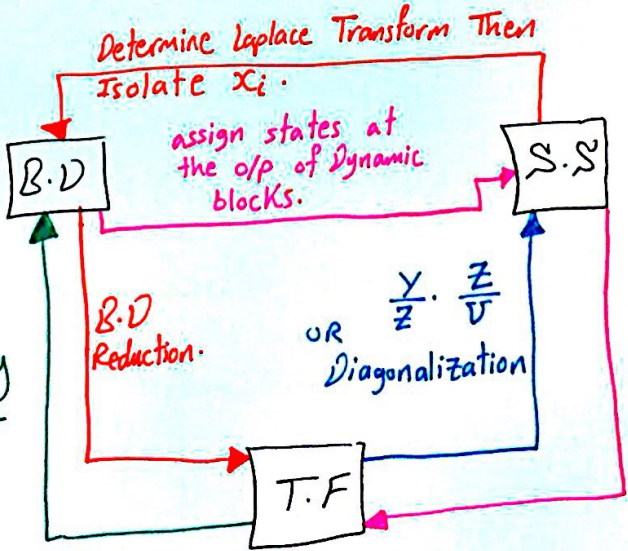 Determine Laplace Transform Then
Isolate xi.
assign states at
the o/p of Dynamic
blocks.
B.D
S.S
B.D
Reduction.
Y/Z . Z/U
OR
Diagonalization
T.F